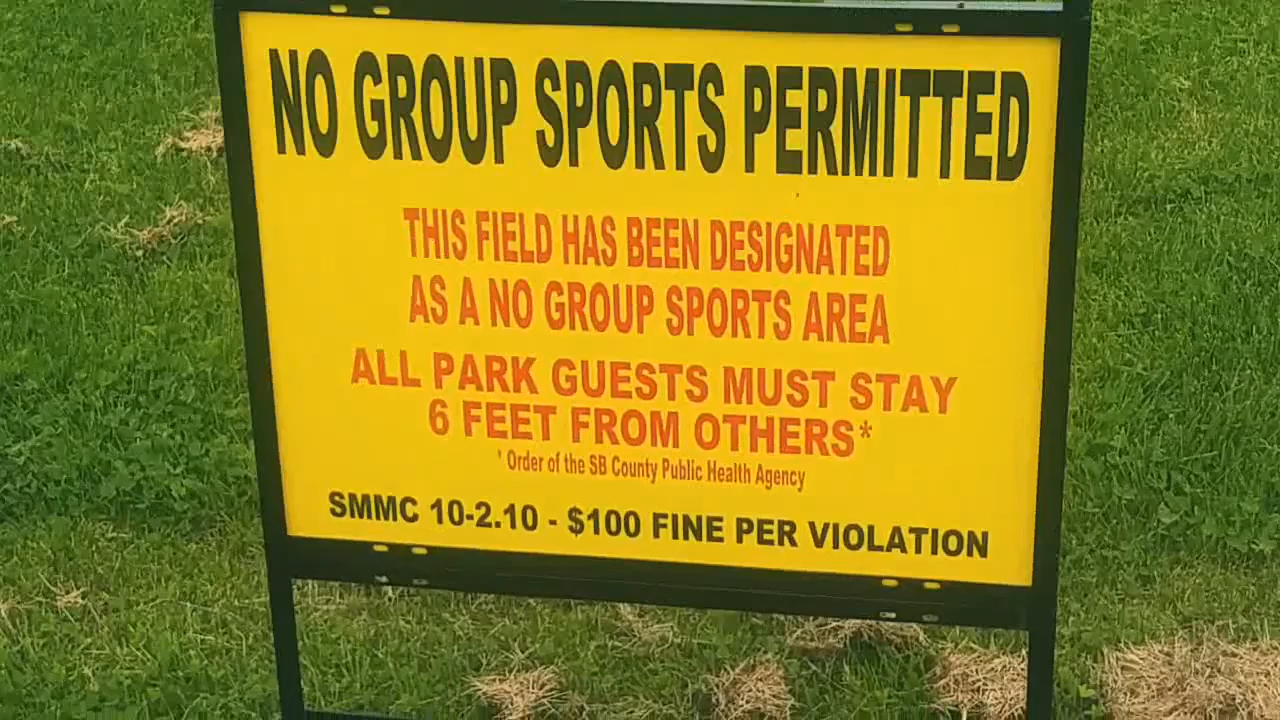 NO GROUP SPORTS PERMITTED
THIS FIELD HAS BEEN DESIGNATED
AS A NO GROUP SPORTS AREA
ALL PARK GUESTS MUST STAY
6 FEET FROM OTHERS*
* Order of the SB County Public Health Agency
SMMC 10-2.10 - $100 FINE PER VIOLATION